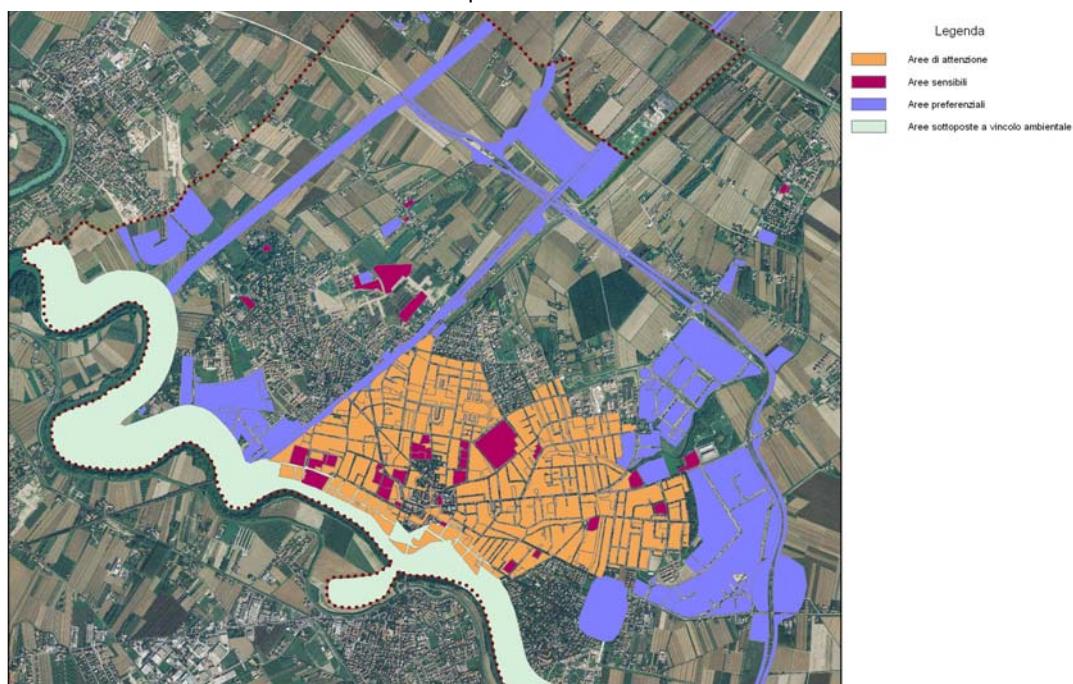 Legenda
Aree di attenzione
Aree sensibili
Aree preferenziali
Aree sottoposte a vincolo ambientale